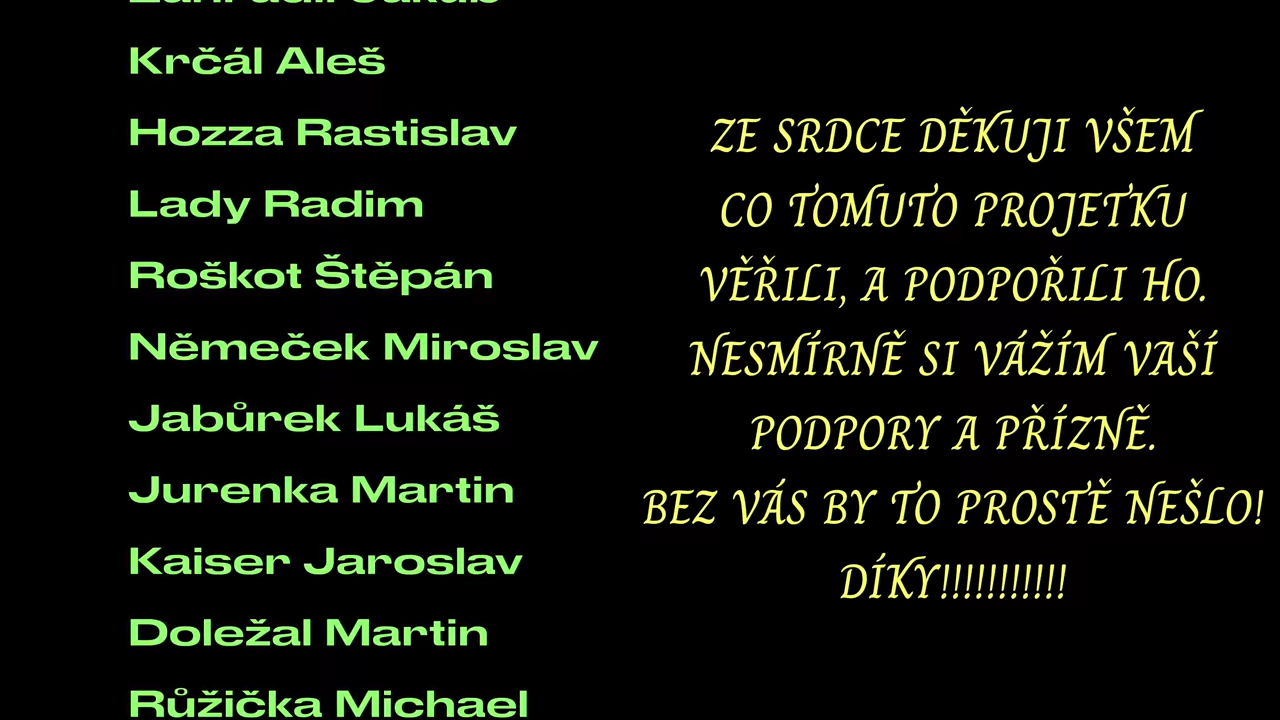 Krčál Aleš
Hozza Rastislav
Lady Radim
Roškot Štěpán
Němeček Miroslav
Jabůrek Lukáš
Jurenka Martin
Kaiser Jaroslav
Doležal Martin
Růžička Michael
ZE SRDCE DĚKUJI VŠEM
CO TOMUTO PROJETKU
VĚŘILI, A PODPOŘILI HO.
NESMÍRNĚ SI VÁŽÍM VAŠÍ
PODPORY A PŘÍZNĚ.
BEZ VÁS BY TO PROSTĚ NEŠLO!
DÍKY!!!!!!!!!!!